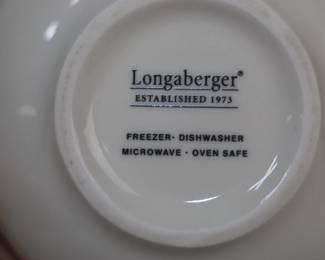 Longaberger®
ESTABLISHED 1973
FREEZER · DISHWASHER
MICROWAVE · OVEN SAFE